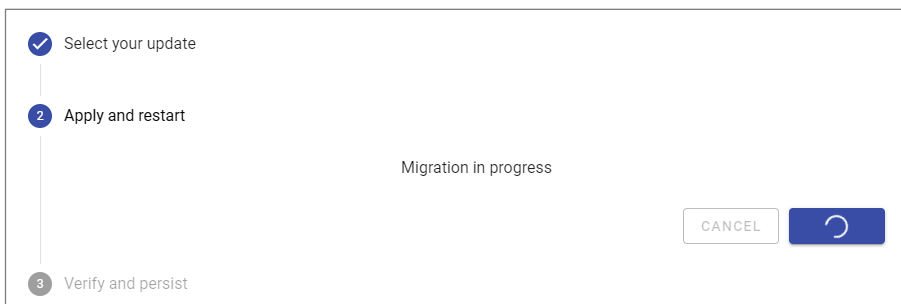 Select your update
2 Apply and restart
Migration in progress
CANCEL
3 Verify and persist